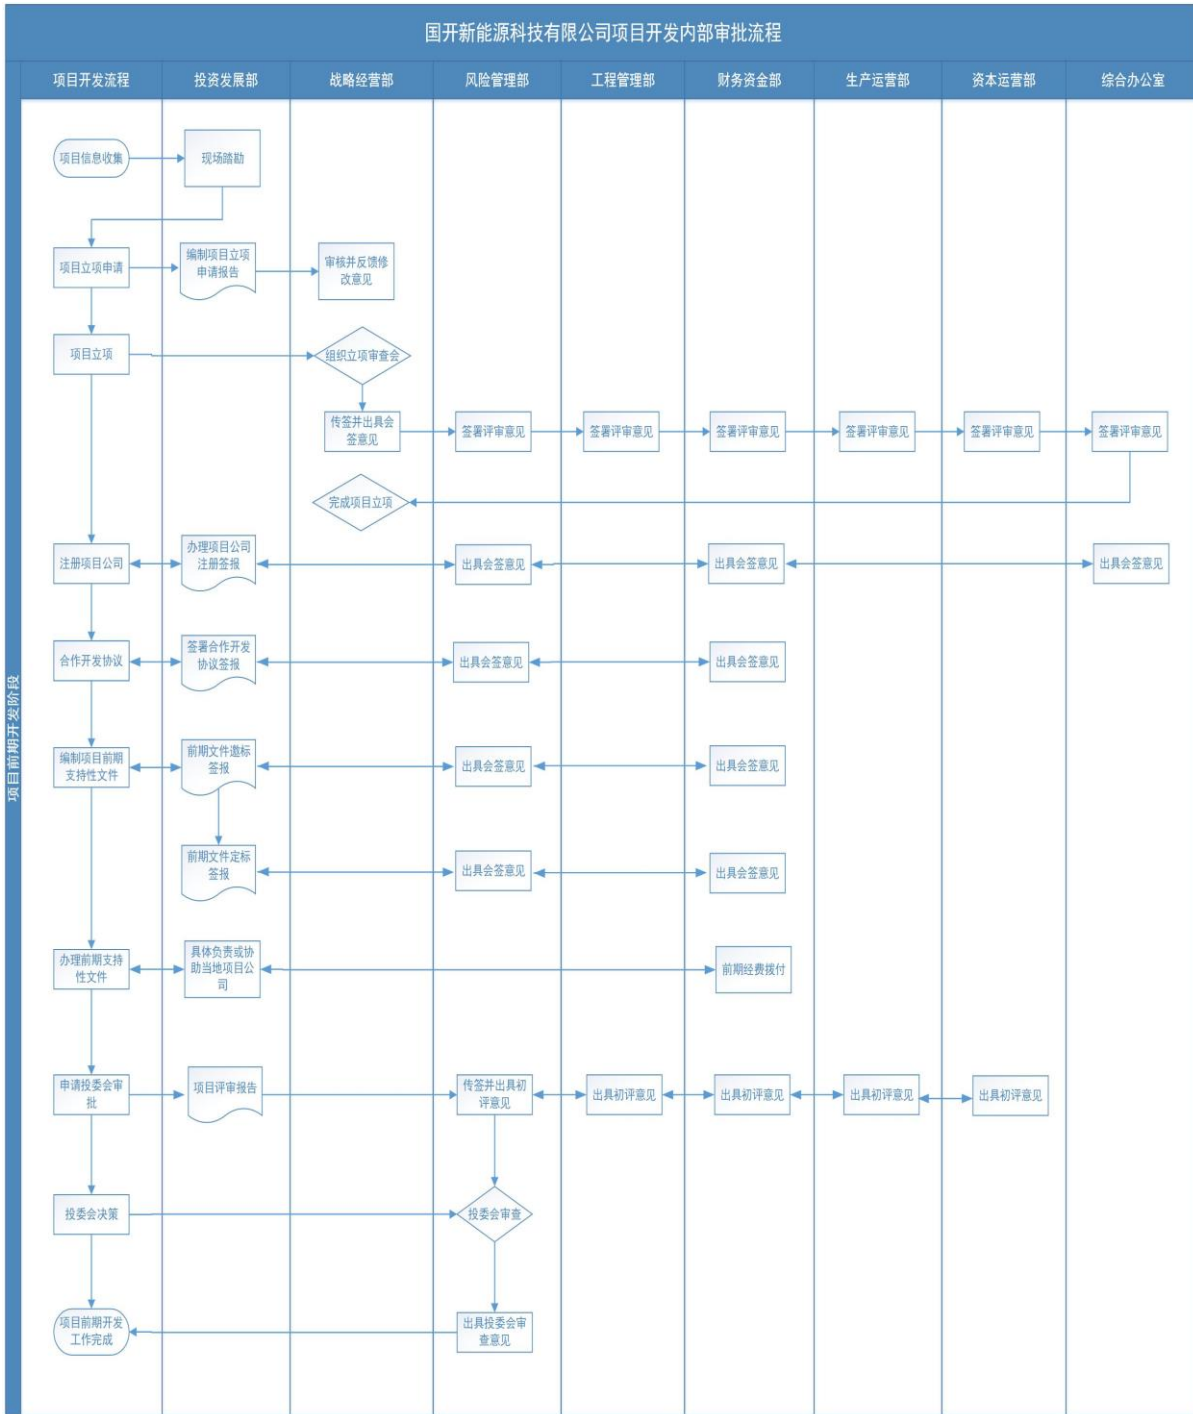 国开新能源科技有限公司项目开发内部审批流程
项目开发流程
投资发展部
战略经营部
风险管理部
工程管理部
财务资金部
生产运营部
资本运营部
综合办公室
项目前期开发阶段
项目信息收集
现场踏勘
项目立项申请
编制项目立项
申请报告
审核并反馈修
改意见
项目立项
组织立项审查会
传签并出具会
签意见
签署评审意见
签署评审意见
签署评审意见
签署评审意见
签署评审意见
签署评审意见
完成项目立项
注册项目公司
办理项目公司
注册签报
出具会签意见
出具会签意见
出具会签意见
合作开发协议
签署合作开发
协议签报
出具会签意见
出具会签意见
编制项目前期
支持性文件
前期文件邀标
签报
出具会签意见
出具会签意见
前期文件定标
签报
出具会签意见
出具会签意见
办理前期支持
性文件
具体负责或协
助当地项目公
司
前期经费拨付
申请投委会审
批
项目评审报告
传签并出具初
评意见
出具初评意见
出具初评意见
出具初评意见
出具初评意见
投委会决策
投委会审查
项目前期开发
工作完成
出具投委会审
查意见